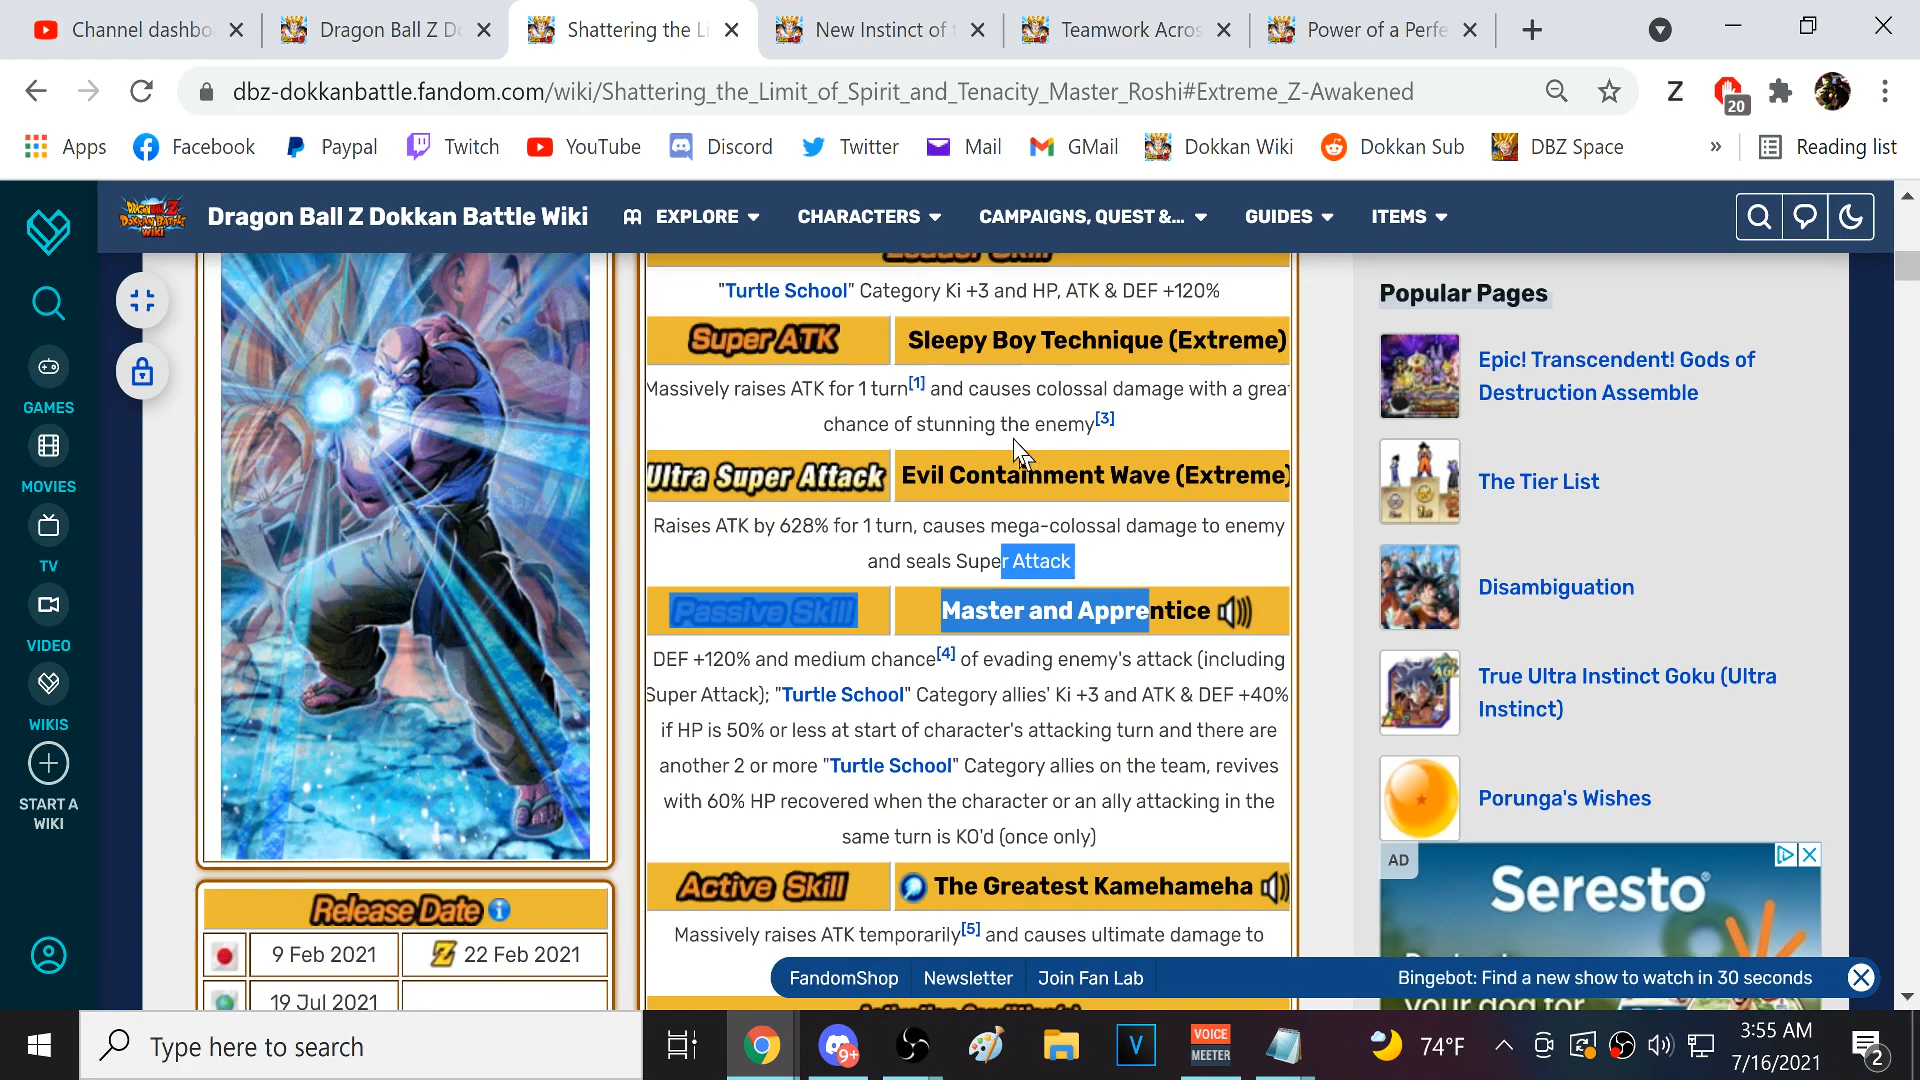 Channel dashbo
Dragon Ball Z Do
Shattering the Li
New Instinct of t
Teamwork Acros
Power of a Perfe
dbz-dokkanbattle.fandom.com/wiki/Shattering_the_Limit_of_Spirit_and_Tenacity_Master_Roshi#Extreme_Z-Awakened
Z
20
Apps
Facebook
Paypal
Twitch
YouTube
Discord
Twitter
Mail
GMail
Dokkan Wiki
Dokkan Sub
DBZ Space
»
Reading list
Dragon Ball Z Dokkan Battle Wiki
EXPLORE
CHARACTERS
CAMPAIGNS, QUEST &...
GUIDES
ITEMS
GAMES
MOVIES
TV
VIDEO
WIKIS
START A
WIKI
Leader Skill
"Turtle School" Category Ki +3 and HP, ATK & DEF +120%
Super ATK
Sleepy Boy Technique (Extreme)
Massively raises ATK for 1 turn[1] and causes colossal damage with a great
chance of stunning the enemy[3]
Ultra Super Attack
Evil Containment Wave (Extreme)
Raises ATK by 628% for 1 turn, causes mega-colossal damage to enemy
and seals Super Attack
Passive Skill
Master and Apprentice
DEF +120% and medium chance[4] of evading enemy's attack (including
Super Attack); "Turtle School" Category allies' Ki +3 and ATK & DEF +40%
if HP is 50% or less at start of character's attacking turn and there are
another 2 or more "Turtle School" Category allies on the team, revives
with 60% HP recovered when the character or an ally attacking in the
same turn is KO'd (once only)
Active Skill
The Greatest Kamehameha
Massively raises ATK temporarily[5] and causes ultimate damage to
Release Date
9 Feb 2021
Z 22 Feb 2021
19 Jul 2021
Popular Pages
Epic! Transcendent! Gods of
Destruction Assemble
The Tier List
Disambiguation
True Ultra Instinct Goku (Ultra
Instinct)
Porunga's Wishes
AD
Seresto
your dog for
FandomShop
Newsletter
Join Fan Lab
Bingebot: Find a new show to watch in 30 seconds
Type here to search
9+
V
VOICE
MEETER
74°F
3:55 AM
7/16/2021
2